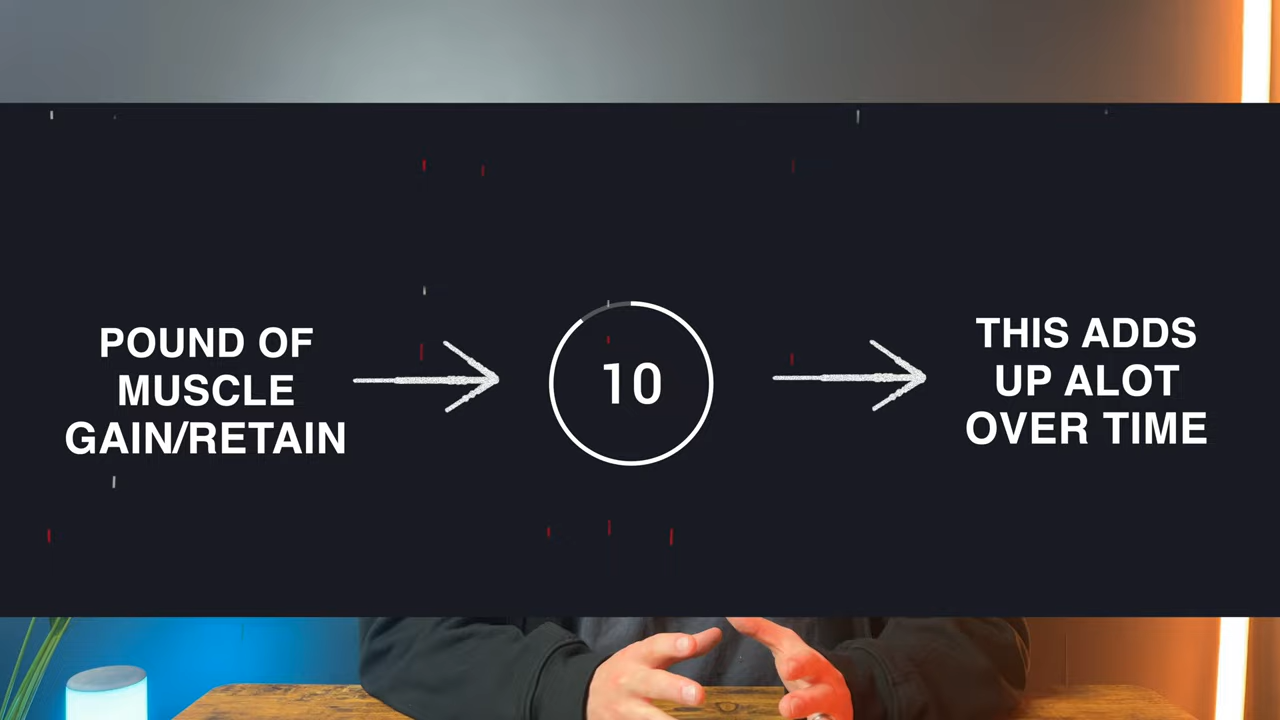 POUND OF
MUSCLE
GAIN/RETAIN
10
THIS ADDS
UP ALOT
OVER TIME